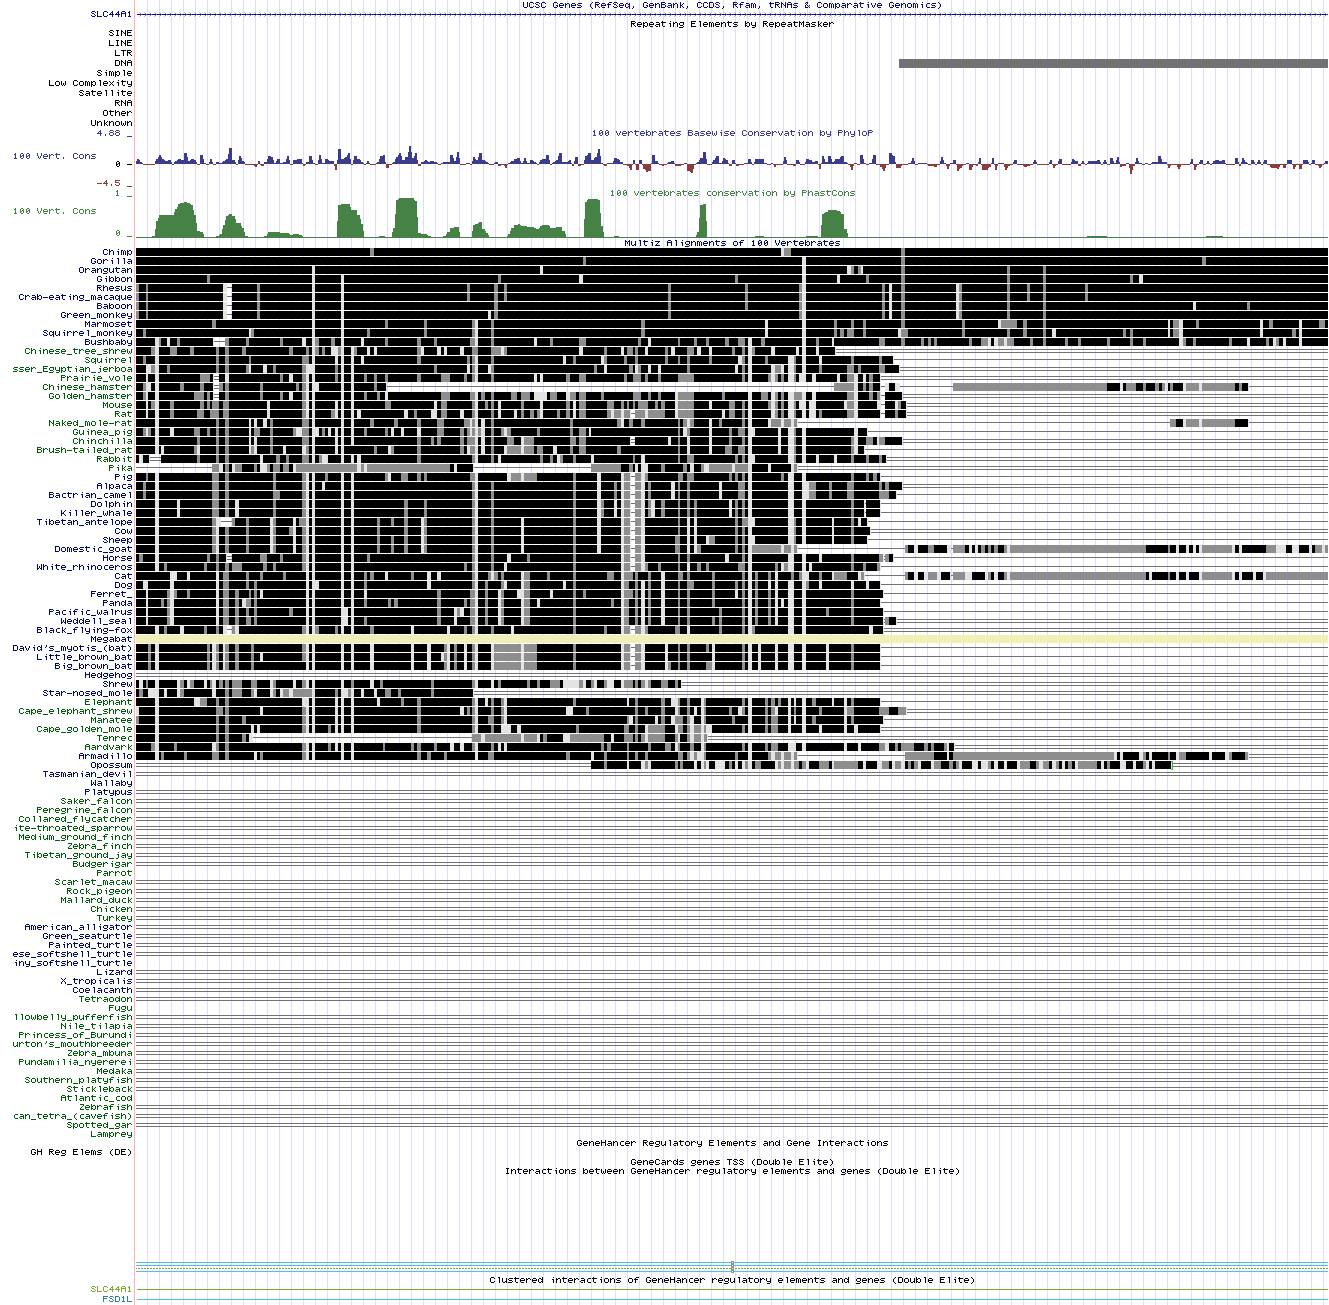 UCSC Genes (RefSeq, GenBank, CCDS, Rfam, tRNAs & Comparative Genomics)
SLC44A1
Repeating Elements by RepeatMasker
SINE
LINE
LTR
DNA
Simple
Low Complexity
Satellite
RNA
Other
Unknown
4.88 _
100 vertebrates Basewise Conservation by PhyloP
100 Vert. Cons
0 _
-4.5 _
1 _
100 vertebrates conservation by PhastCons
100 Vert. Cons
0 _
Multiz Alignments of 100 Vertebrates
Chimp
Gorilla
Orangutan
Gibbon
Rhesus
Crab-eating_macaque
Baboon
Green_monkey
Marmoset
Squirrel_monkey
Bushbaby
Chinese_tree_shrew
Squirrel
sser_Egyptian_jerboa
Prairie_vole
Chinese_hamster
Golden_hamster
Mouse
Rat
Naked_mole-rat
Guinea_pig
Chinchilla
Brush-tailed_rat
Rabbit
Pika
Pig
Alpaca
Bactrian_camel
Dolphin
Killer_whale
Tibetan_antelope
Cow
Sheep
Domestic_goat
Horse
White_rhinoceros
Cat
Dog
Ferret_
Panda
Pacific_walrus
Weddell_seal
Black_flying-fox
Megabat
David's_myotis_(bat)
Little_brown_bat
Big_brown_bat
Hedgehog
Shrew
Star-nosed_mole
Elephant
Cape_elephant_shrew
Manatee
Cape_golden_mole
Tenrec
Aardvark
Armadillo
Opossum
Tasmanian_devil
Wallaby
Platypus
Saker_falcon
Peregrine_falcon
Collared_flycatcher
ite-throated_sparrow
Medium_ground_finch
Zebra_finch
Tibetan_ground_jay
Budgerigar
Parrot
Scarlet_macaw
Rock_pigeon
Mallard_duck
Chicken
Turkey
American_alligator
Green_seaturtle
Painted_turtle
ese_softshell_turtle
iny_softshell_turtle
Lizard
X_tropicalis
Coelacanth
Tetraodon
Fugu
llowbelly_pufferfish
Nile_tilapia
Princess_of_Burundi
urton's_mouthbreeder
Zebra_mbuna
Pundamilia_nyererei
Medaka
Southern_platyfish
Stickleback
Atlantic_cod
Zebrafish
can_tetra_(cavefish)
Spotted_gar
Lamprey
GeneHancer Regulatory Elements and Gene Interactions
GH Reg Elems (DE)
GeneCards genes TSS (Double Elite)
Interactions between GeneHancer regulatory elements and genes (Double Elite)
Clustered interactions of GeneHancer regulatory elements and genes (Double Elite)
SLC44A1
FSD1L